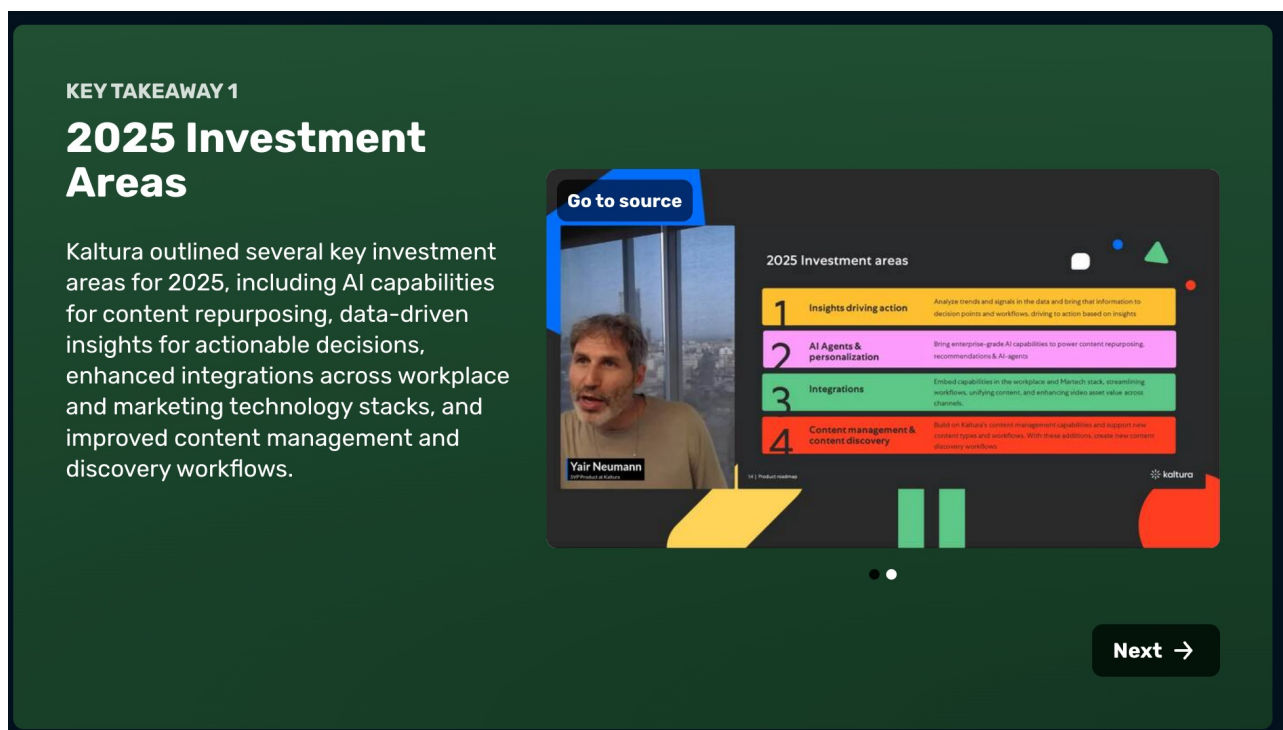 KEY TAKEAWAY 1
2025 Investment
Areas
Kaltura outlined several key investment
areas for 2025, including AI capabilities
for content repurposing, data-driven
insights for actionable decisions,
enhanced integrations across workplace
and marketing technology stacks, and
improved content management and
discovery workflows.
Go to source
Yair Neumann
SVP Product at Kaltura
2025 Investment areas
1
Insights driving action
Analyze trends and signals in the data and bring that information to
decision points and workflows, driving to action based on insights
2
AI Agents &
personalization
Bring enterprise-grade AI capabilities to power content repurposing,
recommendations & AI-agents
3
Integrations
Embed capabilities in the workplace and Martech stack, streamlining
workflows, unifying content, and enhancing video asset value across
channels.
4
Content management &
content discovery
Build on Kaltura's content management capabilities and support new
content types and workflows. With these additions, create new content
discovery workflows
14 | Product roadmap
kaltura
Next →